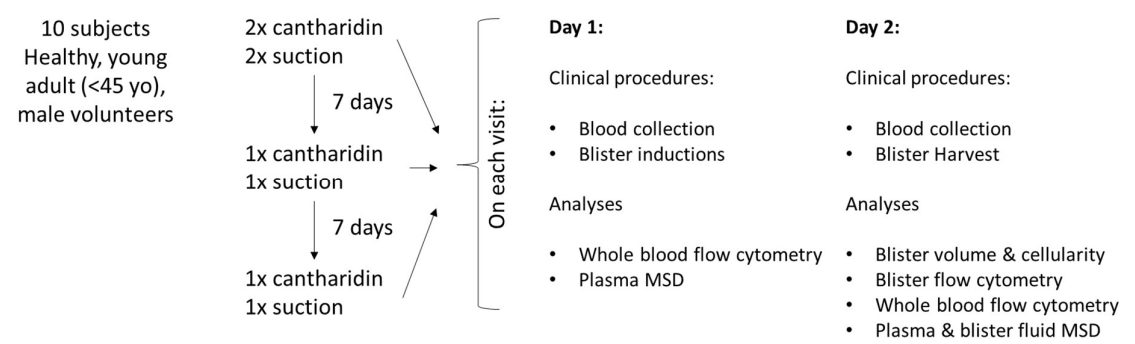 10 subjects
Healthy, young
adult (<45 yo),
male volunteers
2x cantharidin
2x suction
7 days
1x cantharidin
1x suction
7 days
1x cantharidin
1x suction
On each visit:
Day 1:
Clinical procedures:
• Blood collection
• Blister inductions
Analyses
• Whole blood flow cytometry
• Plasma MSD
Day 2:
Clinical procedures:
• Blood collection
• Blister Harvest
Analyses
• Blister volume & cellularity
• Blister flow cytometry
• Whole blood flow cytometry
• Plasma & blister fluid MSD